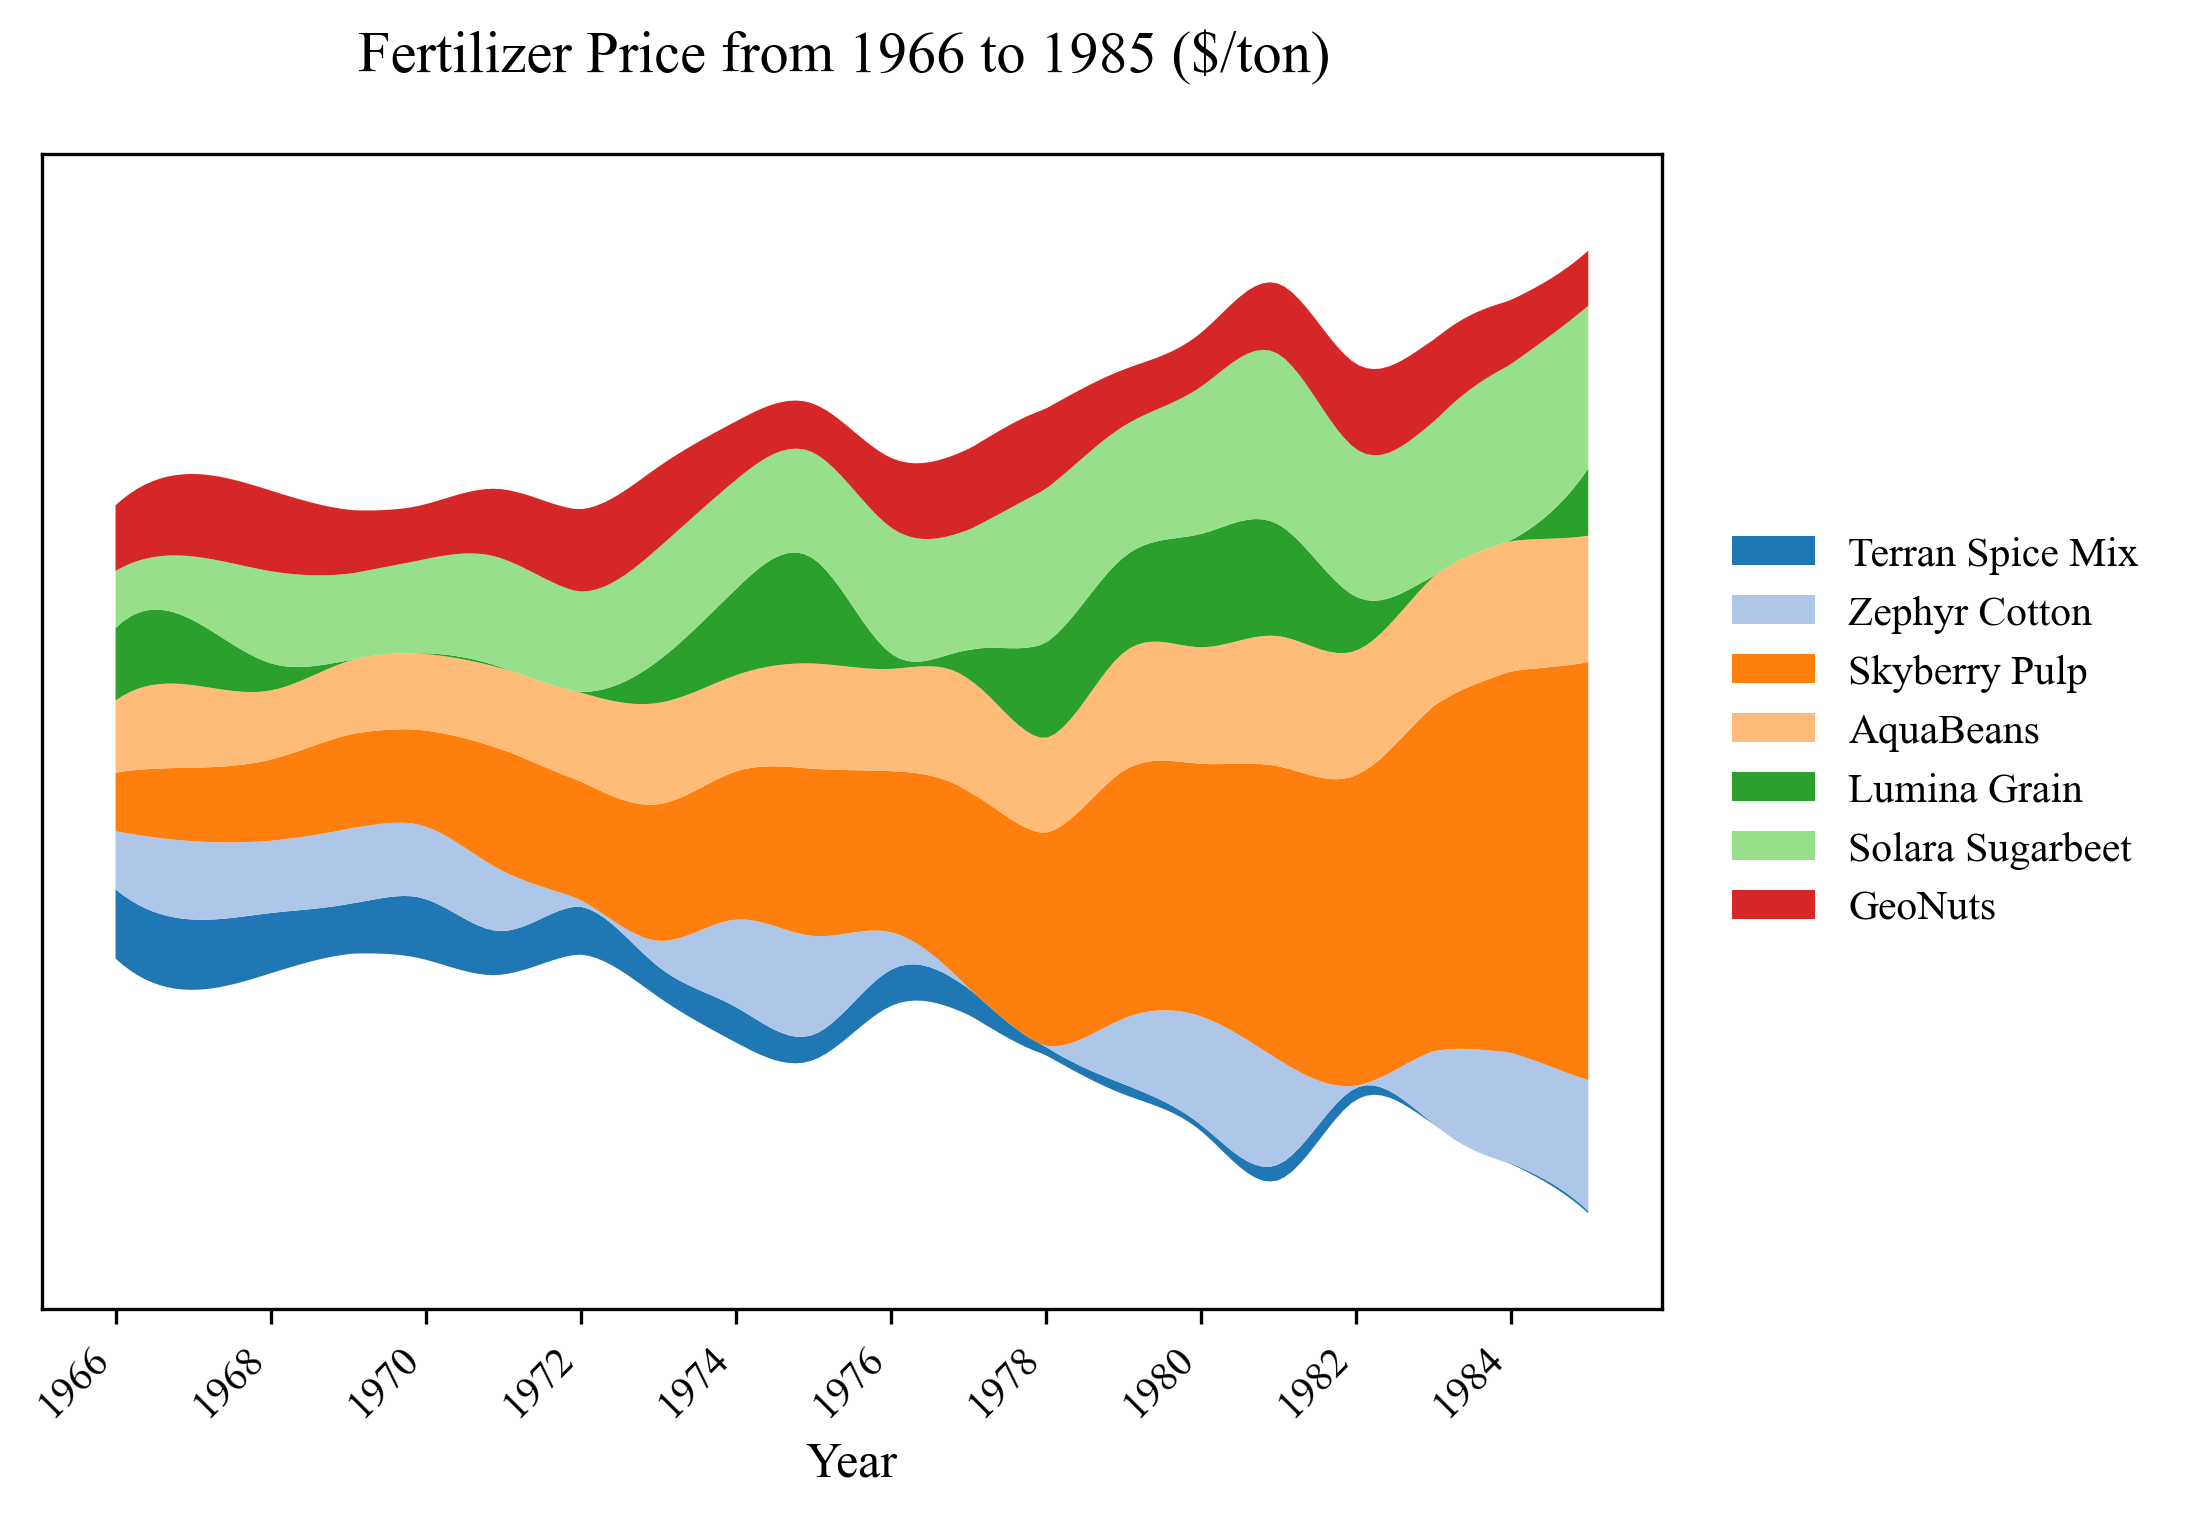 Fertilizer Price from 1966 to 1985 ($/ton)
Terran Spice Mix
Zephyr Cotton
Skyberry Pulp
AquaBeans
Lumina Grain
Solara Sugarbeet
GeoNuts
1966
1968
1970
1972
1974
1976
1978
1980
1982
1984
Year